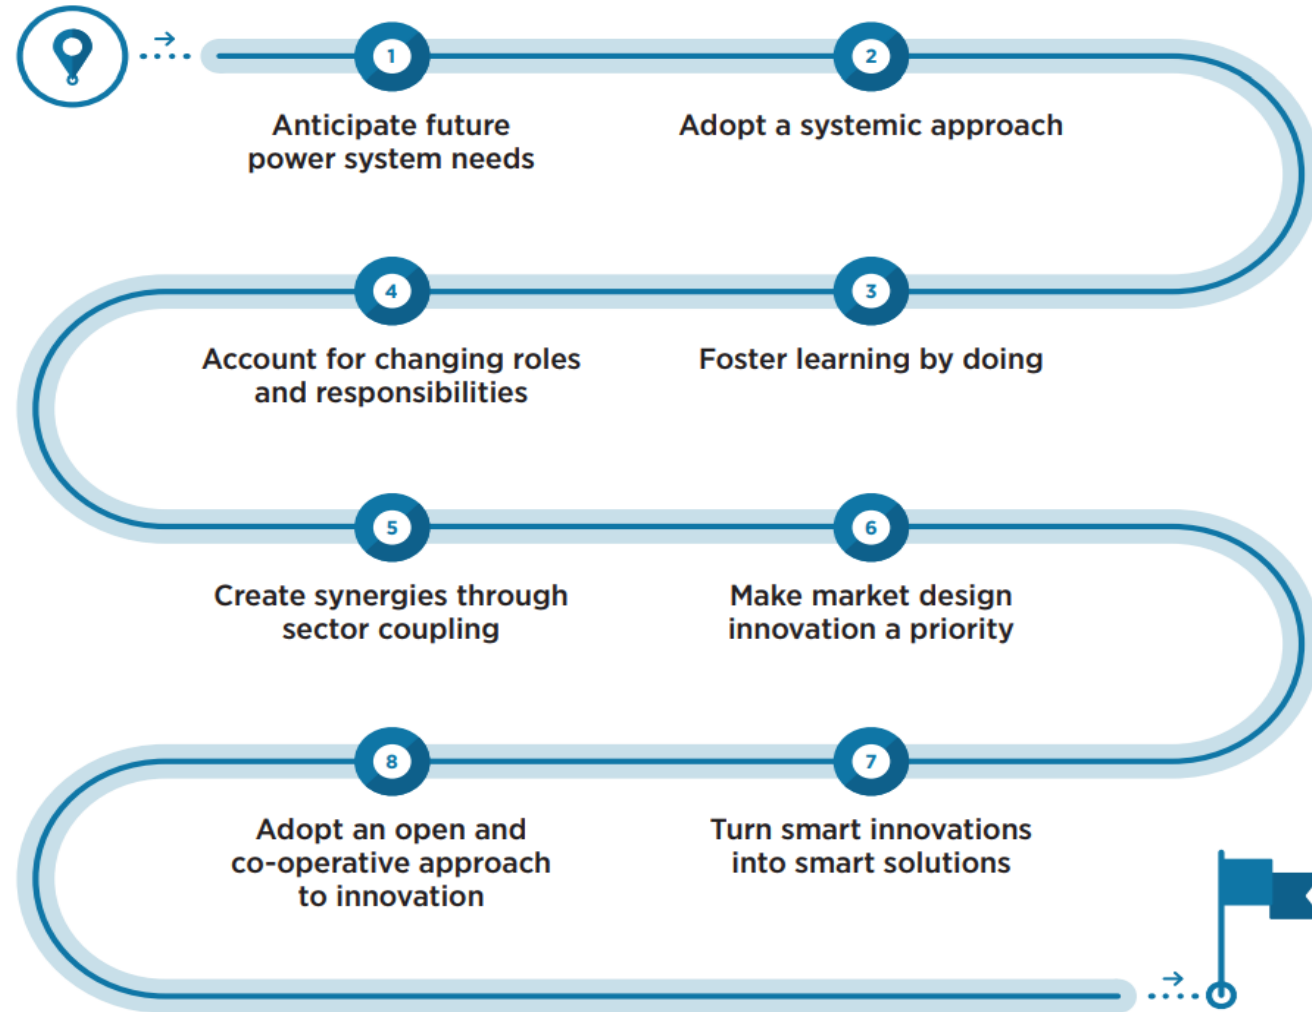 1
Anticipate future
power system needs
2
Adopt a systemic approach
3
Foster learning by doing
4
Account for changing roles
and responsibilities
5
Create synergies through
sector coupling
6
Make market design
innovation a priority
7
Turn smart innovations
into smart solutions
8
Adopt an open and
co-operative approach
to innovation